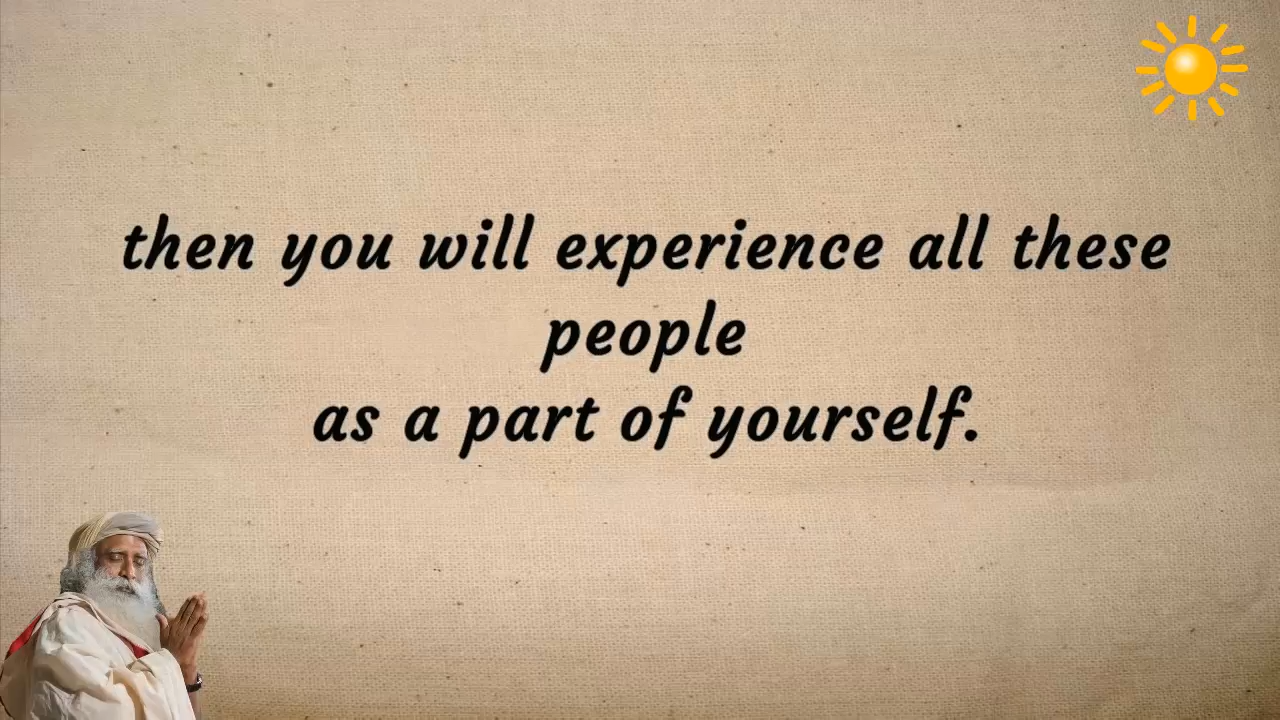 then you will experience all these
people
as a part of yourself.